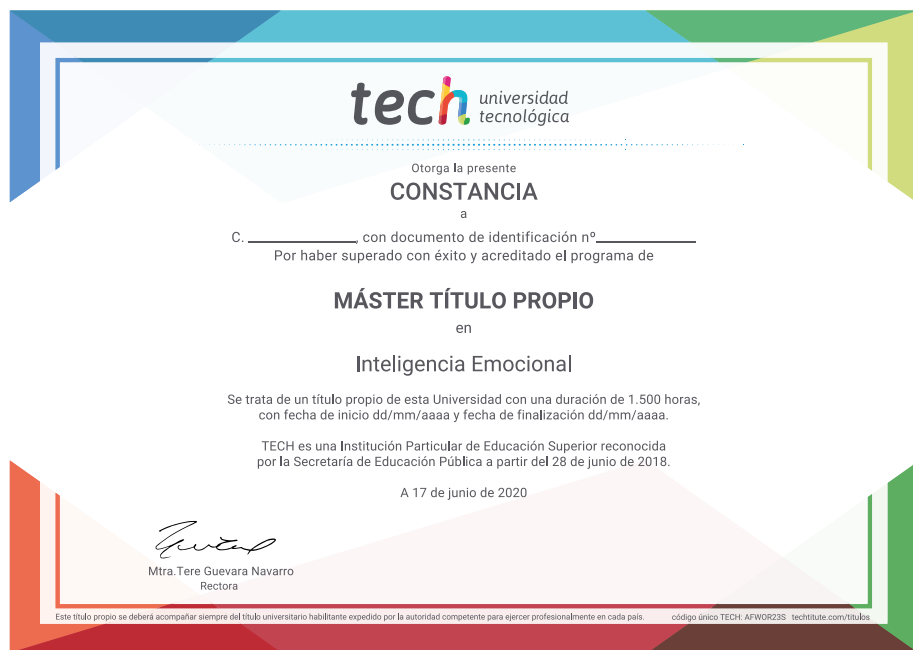 tech universidad
tecnológica
Otorga la presente
CONSTANCIA
a
C. ______________, con documento de identificación nº______________
Por haber superado con éxito y acreditado el programa de
MÁSTER TÍTULO PROPIO
en
Inteligencia Emocional
Se trata de un título propio de esta Universidad con una duración de 1.500 horas,
con fecha de inicio dd/mm/aaaa y fecha de finalización dd/mm/aaaa.
TECH es una Institución Particular de Educación Superior reconocida
por la Secretaría de Educación Pública a partir del 28 de junio de 2018.
A 17 de junio de 2020
Mtra.Tere Guevara Navarro
Rectora
Este título propio se deberá acompañar siempre del título universitario habilitante expedido por la autoridad competente para ejercer profesionalmente en cada país. código único TECH: AFWOR23S techtitute.com/titulos